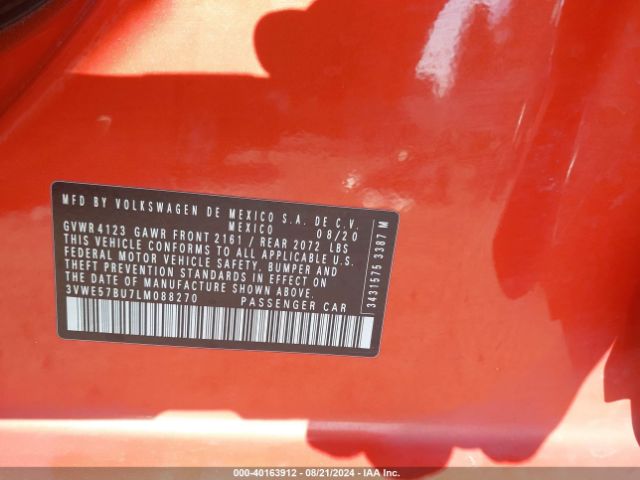 MFD BY VOLKSWAGEN DE MEXICO S.A. DE C.V.
MEXICO 08/20
GVWR 4123 GAWR FRONT 2161 / REAR 2072 LBS
THIS VEHICLE CONFORMS TO ALL APPLICABLE U.S.
FEDERAL MOTOR VEHICLE SAFETY, BUMPER AND
THEFT PREVENTION STANDARDS IN EFFECT ON
THE DATE OF MANUFACTURE SHOWN ABOVE.
3VWE57BU7LM088270 PASSENGER CAR
3431575 3387 M
000-40163912 - 08/21/2024 - IAA Inc.